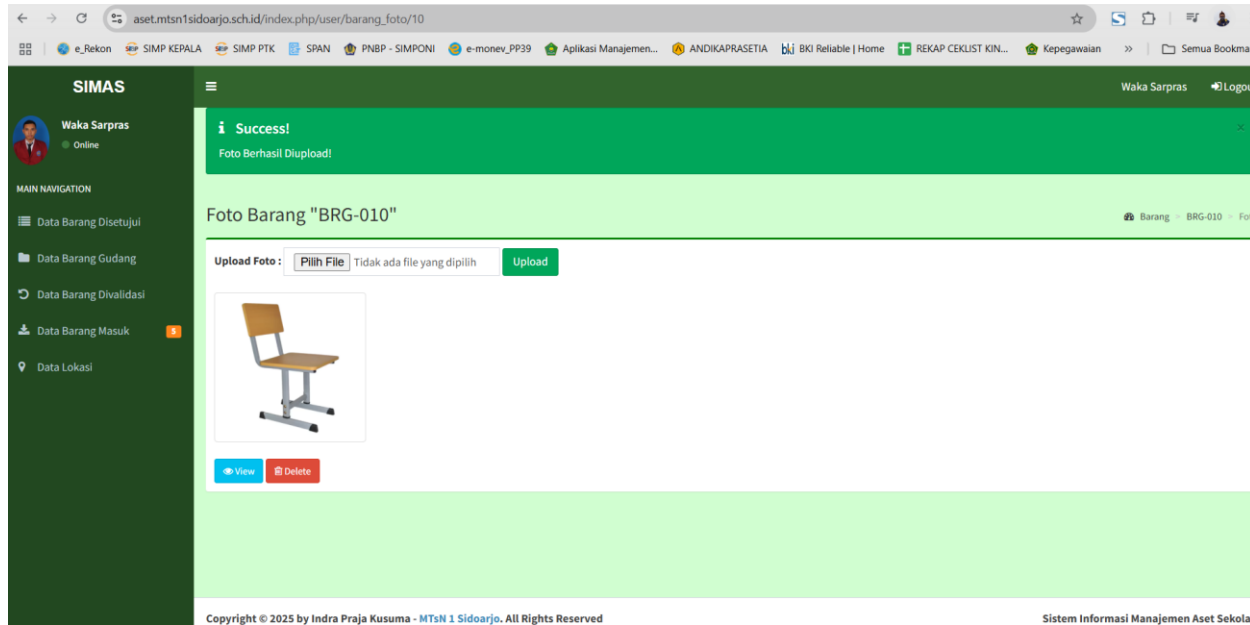 aset.mtsn1sidoarjo.sch.id/index.php/user/barang_foto/10
e_Rekon SIMP KEPALA SIMP PTK SPAN PNBP - SIMPONI e-monev_PP39 Aplikasi Manajemen... ANDIKAPRASETIA bki BKI Reliable | Home REKAP CEKLIST KIN... Kepegawaian » Semua Bookma
SIMAS
Waka Sarpras Logou
Waka Sarpras
Online
i Success!
Foto Berhasil Diupload!
MAIN NAVIGATION
Data Barang Disetujui
Data Barang Gudang
Data Barang Divalidasi
Data Barang Masuk 5
Data Lokasi
Foto Barang "BRG-010"
Barang > BRG-010 > Fo
Upload Foto : Pilih File Tidak ada file yang dipilih Upload
View Delete
Copyright © 2025 by Indra Praja Kusuma - MTsN 1 Sidoarjo. All Rights Reserved
Sistem Informasi Manajemen Aset Sekola